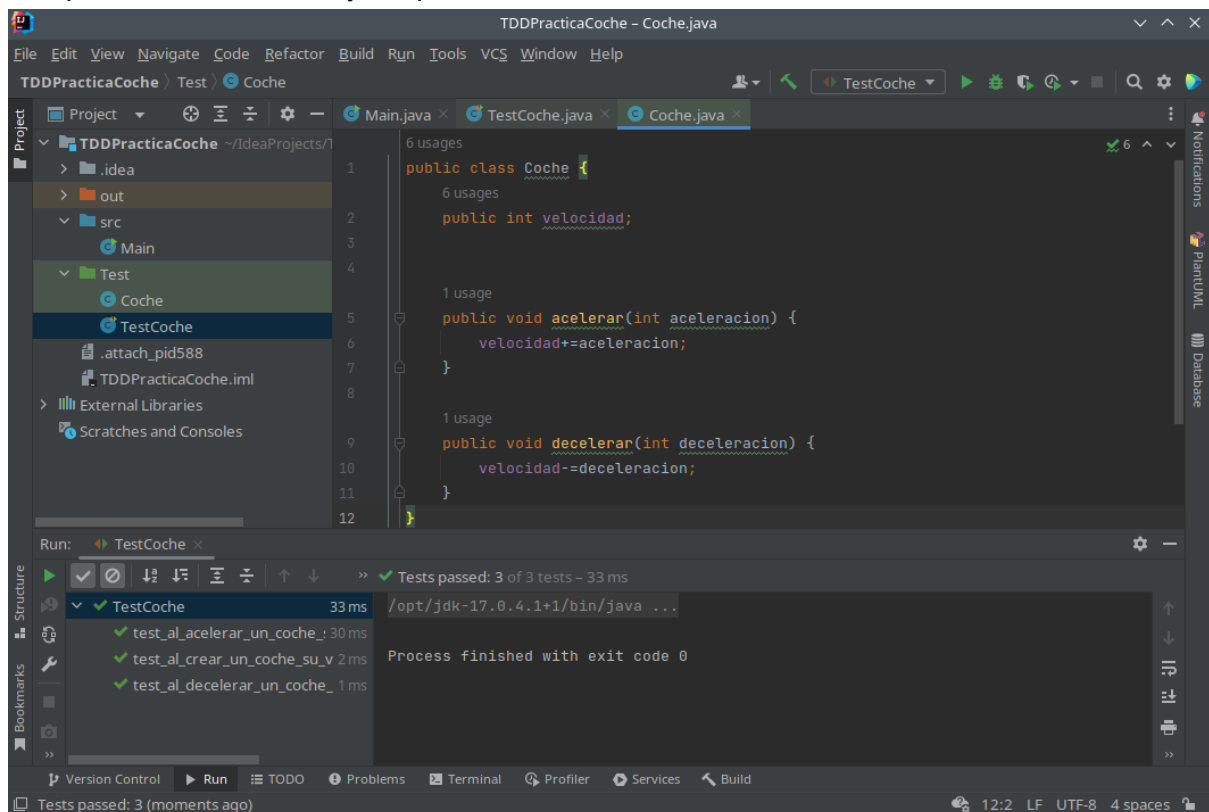 TDDPracticaCoche – Coche.java
File Edit View Navigate Code Refactor Build Run Tools VCS Window Help
TDDPracticaCoche Test Coche
TestCoche
Project
Main.java TestCoche.java Coche.java
TDDPracticaCoche ~/IdeaProjects/T
.idea
out
src
Main
Test
Coche
TestCoche
.attach_pid588
TDDPracticaCoche.iml
External Libraries
Scratches and Consoles
6 usages
6
1 public class Coche {
6 usages
2 public int velocidad;
3
4
1 usage
5 public void acelerar(int aceleracion) {
6 velocidad+=aceleracion;
7 }
8
1 usage
9 public void decelerar(int deceleracion) {
10 velocidad-=deceleracion;
11 }
12 }
Project
Structure
Bookmarks
Notifications
PlantUML
Database
Run: TestCoche
Tests passed: 3 of 3 tests – 33 ms
TestCoche 33 ms
test_al_acelerar_un_coche_ 30 ms
test_al_crear_un_coche_su_v 2 ms
test_al_decelerar_un_coche_ 1 ms
/opt/jdk-17.0.4.1+1/bin/java ...
Process finished with exit code 0
Version Control Run TODO Problems Terminal Profiler Services Build
Tests passed: 3 (moments ago)
12:2 LF UTF-8 4 spaces